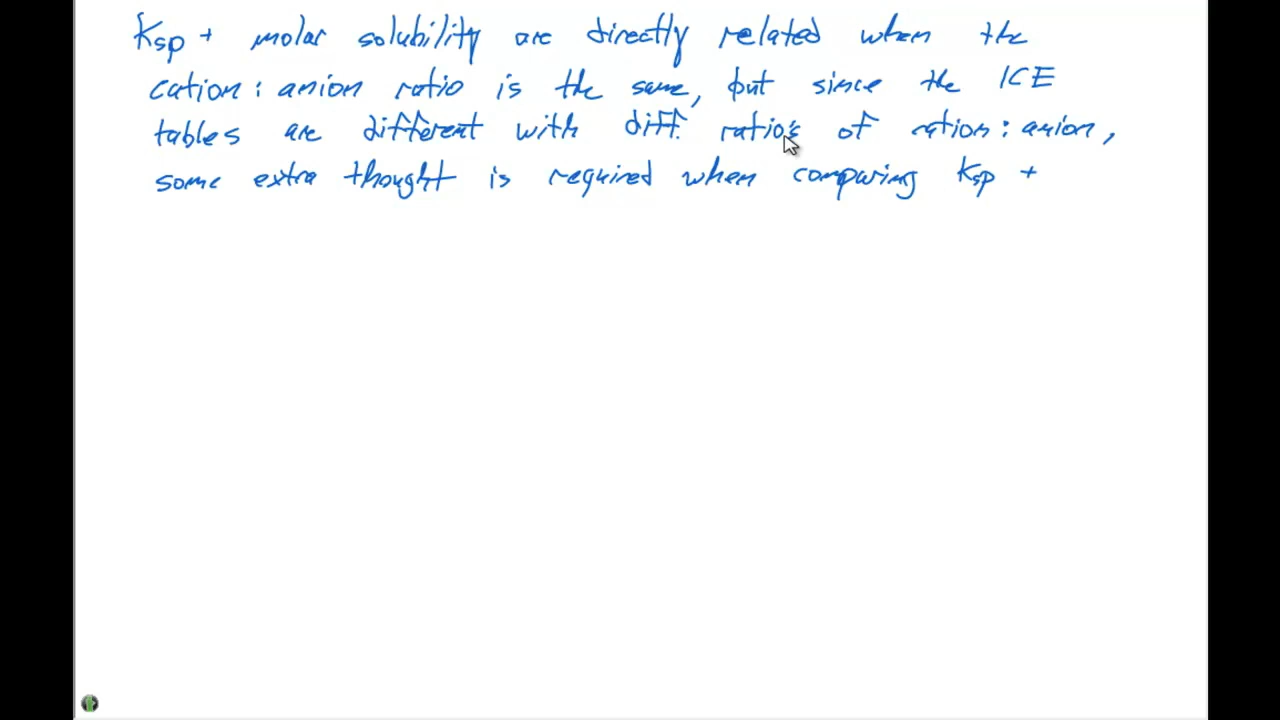 Ksp + molar solubility are directly related when the
cation : anion ratio is the same, but since the ICE
tables are different with diff. ratio's of cation : anion,
some extra thought is required when comparing Ksp +